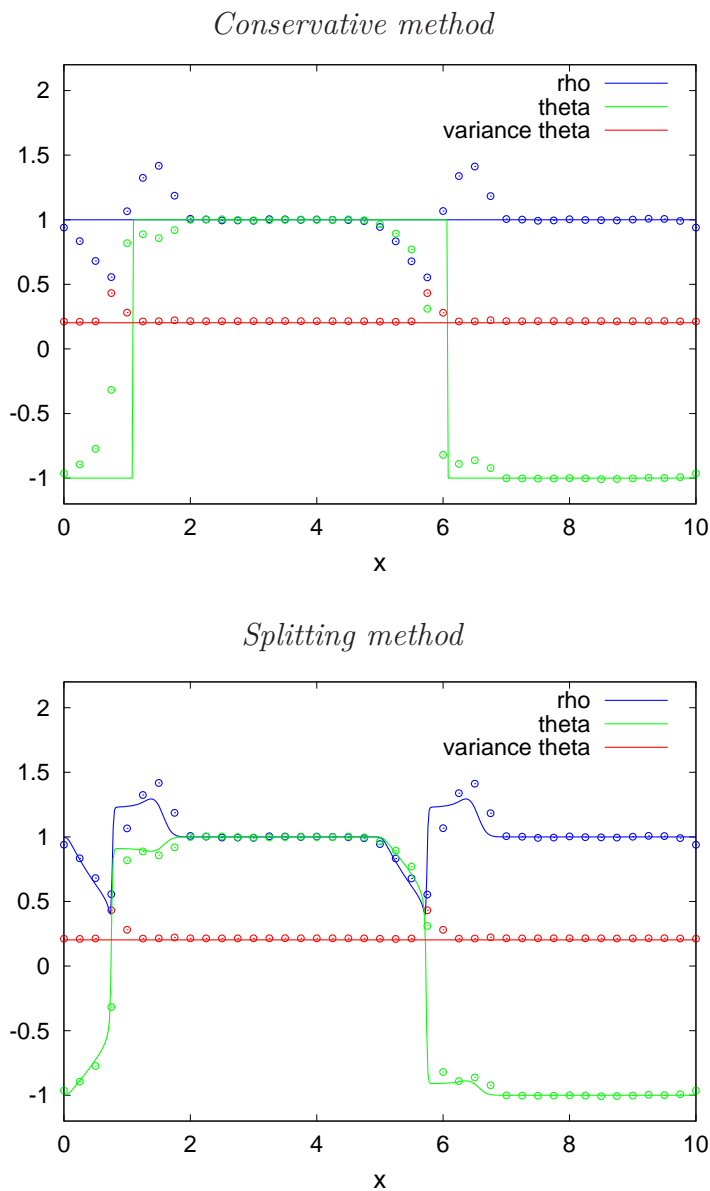 Conservative method
2
1.5
1
0.5
0
-0.5
-1
rho
theta
variance theta
0 2 4 6 8 10
x
Splitting method
2
1.5
1
0.5
0
-0.5
-1
rho
theta
variance theta
0 2 4 6 8 10
x